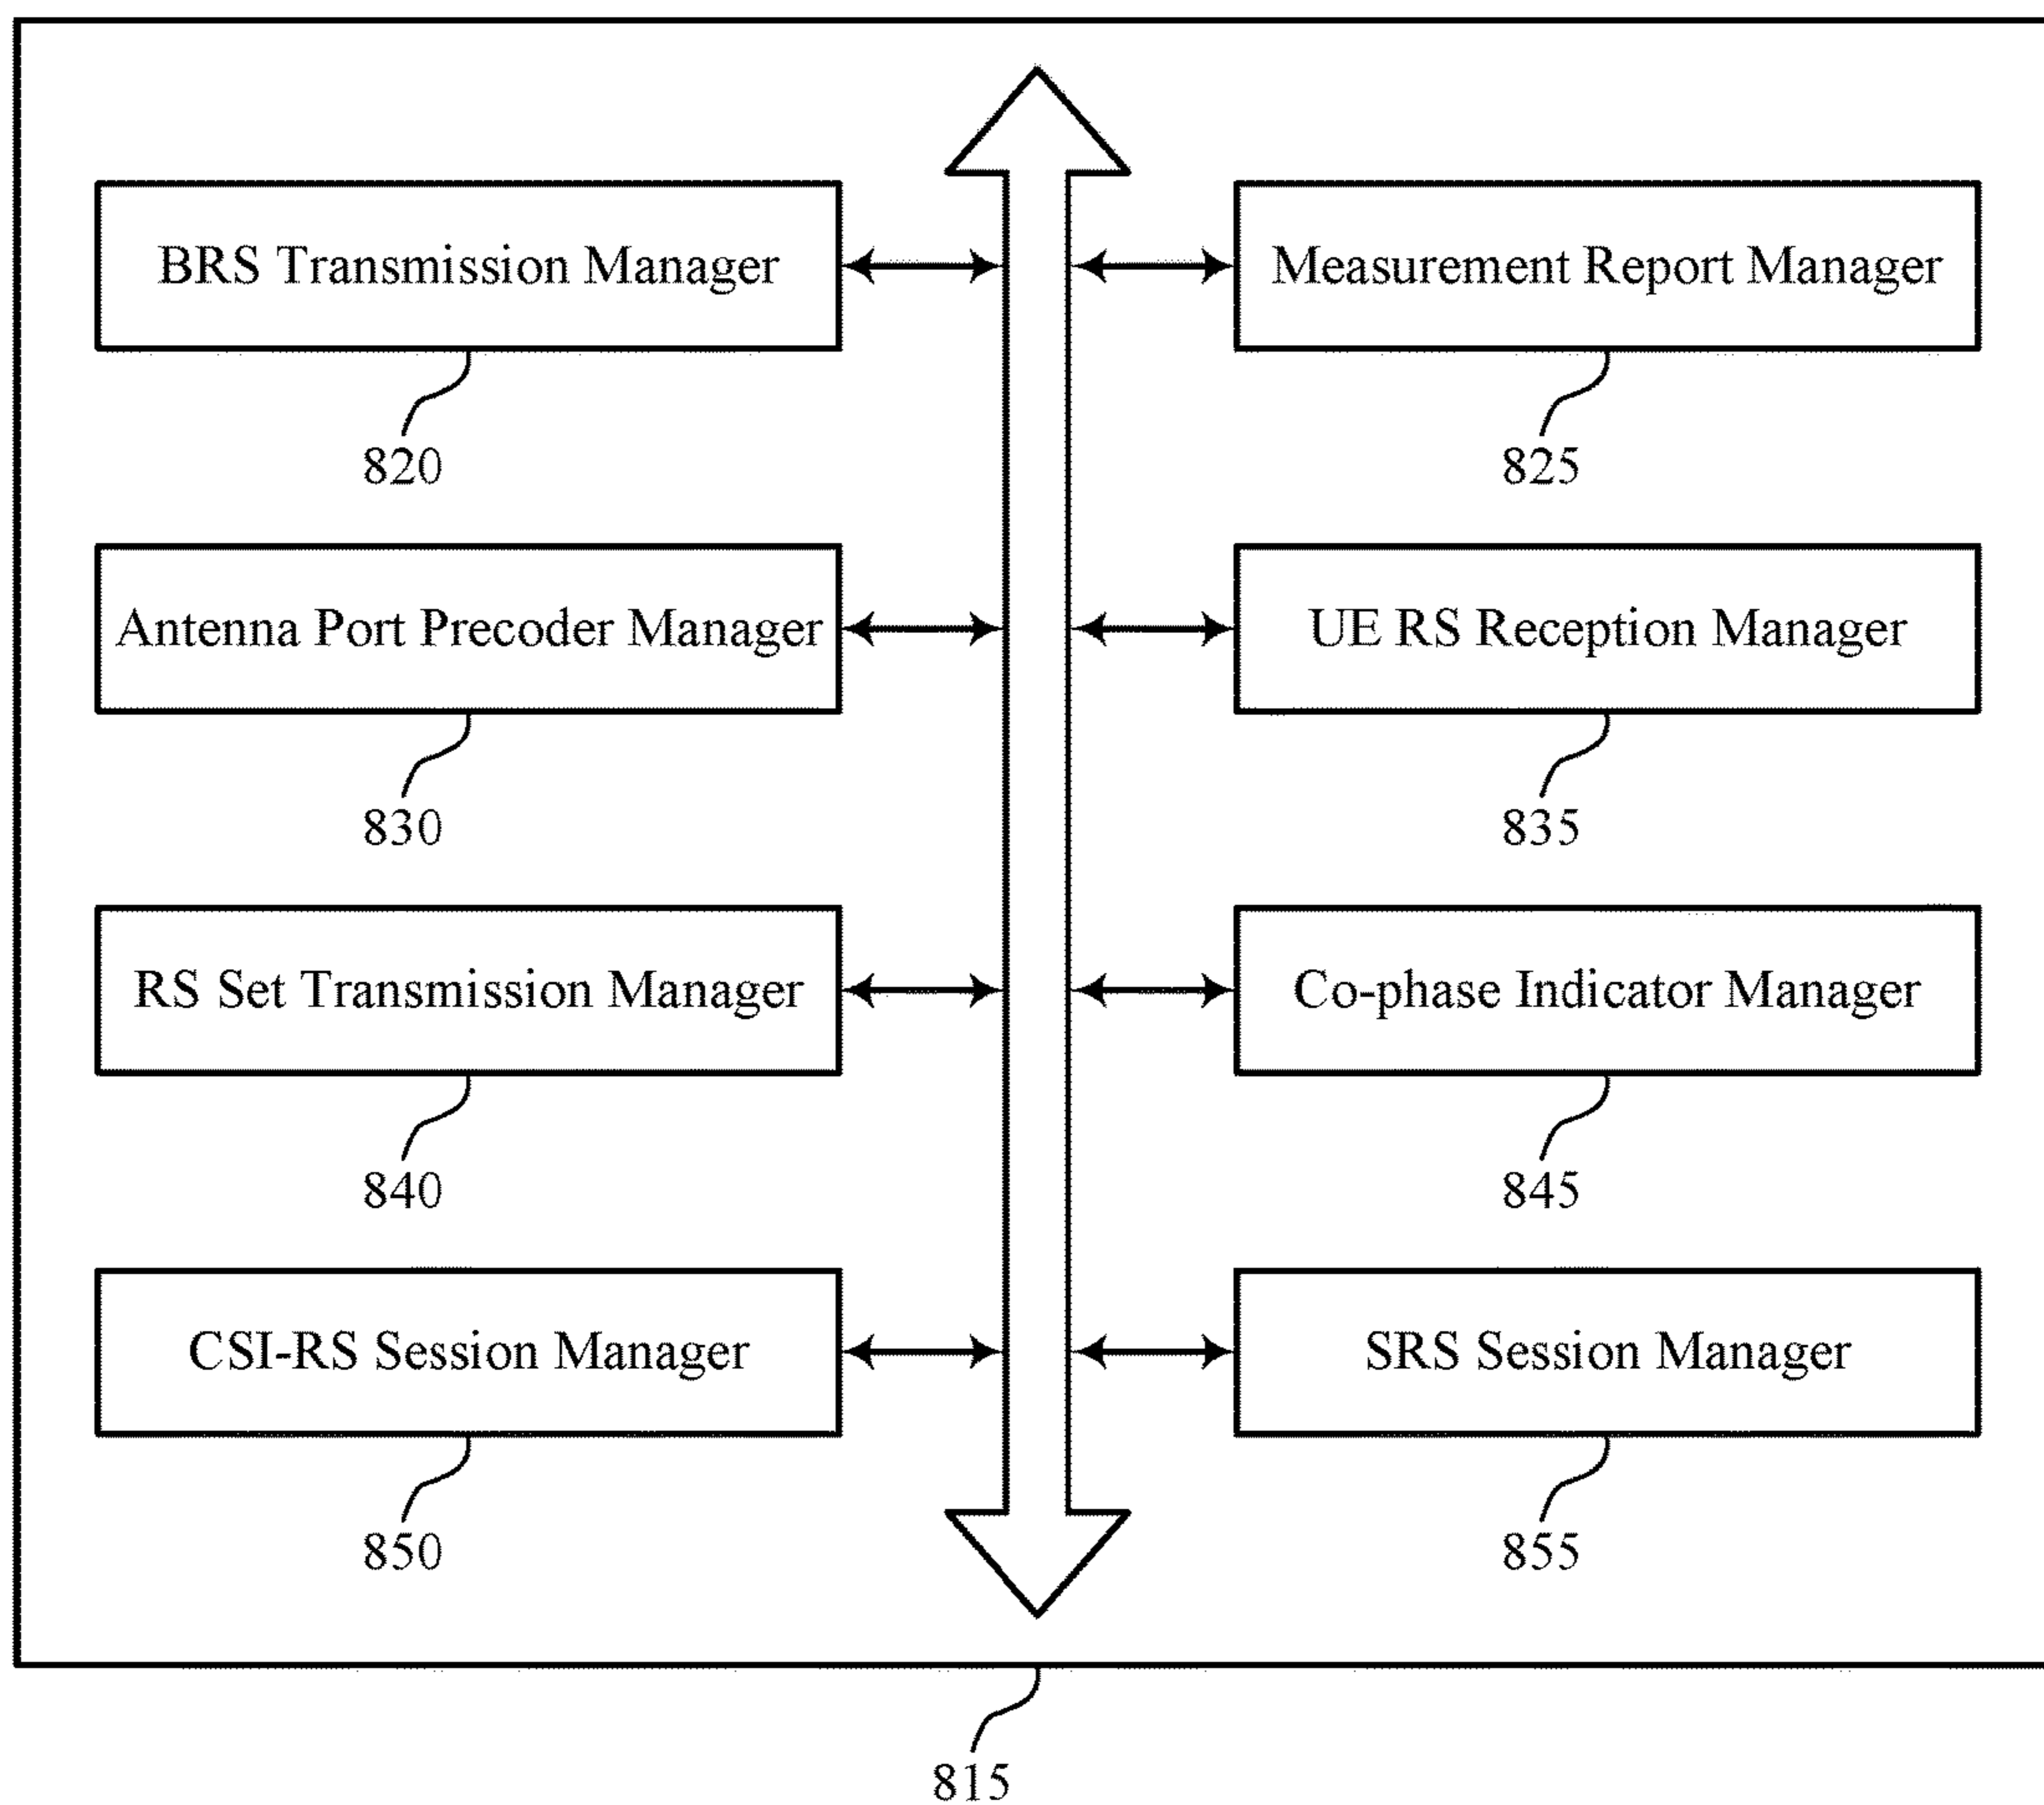 BRS Transmission Manager
Measurement Report Manager
820
825
Antenna Port Precoder Manager
UE RS Reception Manager
830
835
RS Set Transmission Manager
Co-phase Indicator Manager
840
845
CSI-RS Session Manager
SRS Session Manager
850
855
815